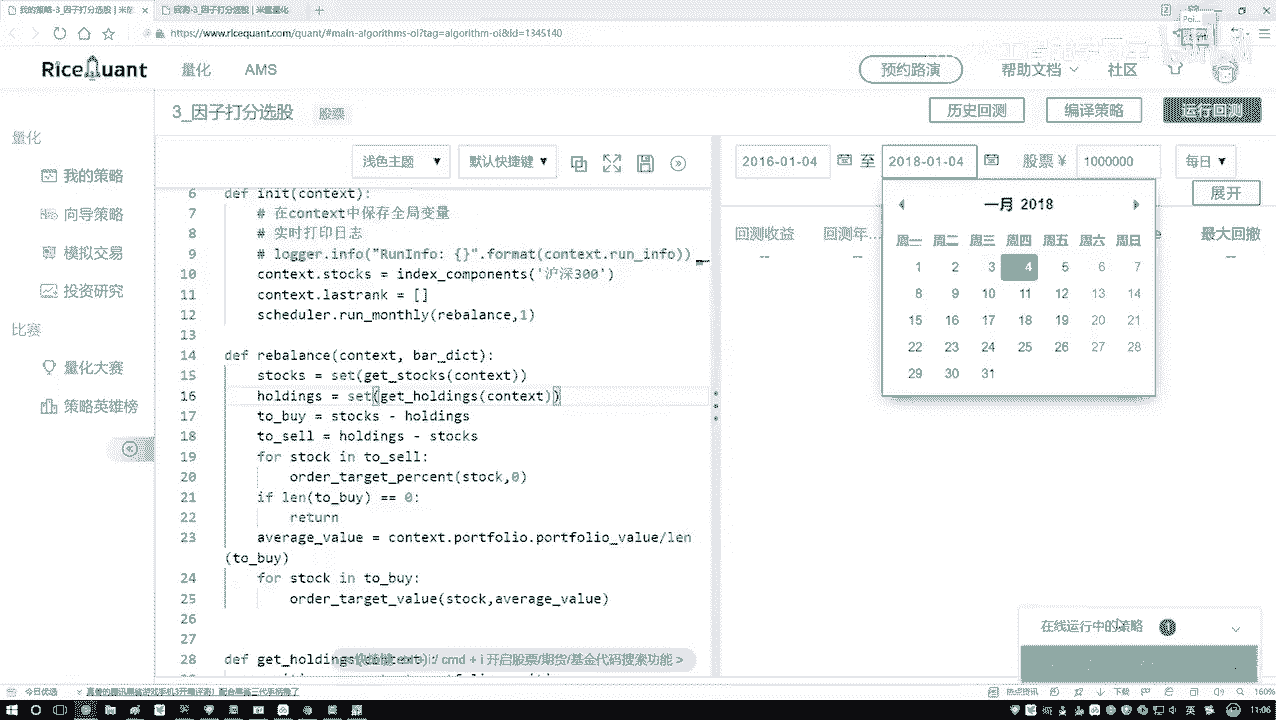 我的策略-3_因子打分选股 | 米
回测-3_因子打分选股 | 米筐量化
https://www.ricequant.com/quant/#main-algorithms-ol?tag=algorithm-ol&id=1345140
RiceQuant 量化 AMS 预约路演 帮助文档 社区
3_因子打分选股 股票 历史回测 编译策略 运行回测
量化
我的策略
向导策略
模拟交易
投资研究
比赛
量化大赛
策略英雄榜
浅色主题 默认快捷键
6 def init(context):
7 # 在context中保存全局变量
8 # 实时打印日志
9 # logger.info("RunInfo: {}".format(context.run_info))
10 context.stocks = index_components('沪深300')
11 context.lastrank = []
12 scheduler.run_monthly(rebalance,1)
13
14 def rebalance(context, bar_dict):
15 stocks = set(get_stocks(context))
16 holdings = set(get_holdings(context))
17 to_buy = stocks - holdings
18 to_sell = holdings - stocks
19 for stock in to_sell:
20 order_target_percent(stock,0)
21 if len(to_buy) == 0:
22 return
23 average_value = context.portfolio.portfolio_value/len
(to_buy)
24 for stock in to_buy:
25 order_target_value(stock,average_value)
26
27
28 def get_holdings
/ cmd + i 开启股票/期货/基金代码搜索功能 >
2016-01-04 至 2018-01-04 股票 ¥ 1000000 每日
展开
回测收益 回测年... 最大回撤
-- -- --
一月 2018
周一 周二 周三 周四 周五 周六 周日
1 2 3 4 5 6 7
8 9 10 11 12 13 14
15 16 17 18 19 20 21
22 23 24 25 26 27 28
29 30 31
在线运行中的策略
今日优选
热点资讯 下载 160%
英 11:06